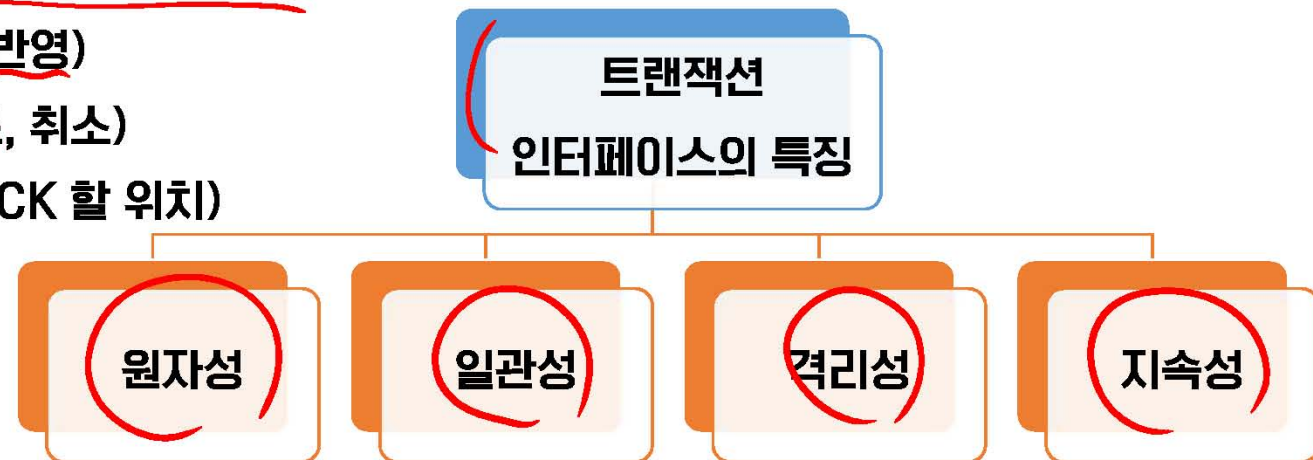 반영)
, 취소)
CK 할 위치)
트랜잭션
인터페이스의 특징
원자성
일관성
격리성
지속성